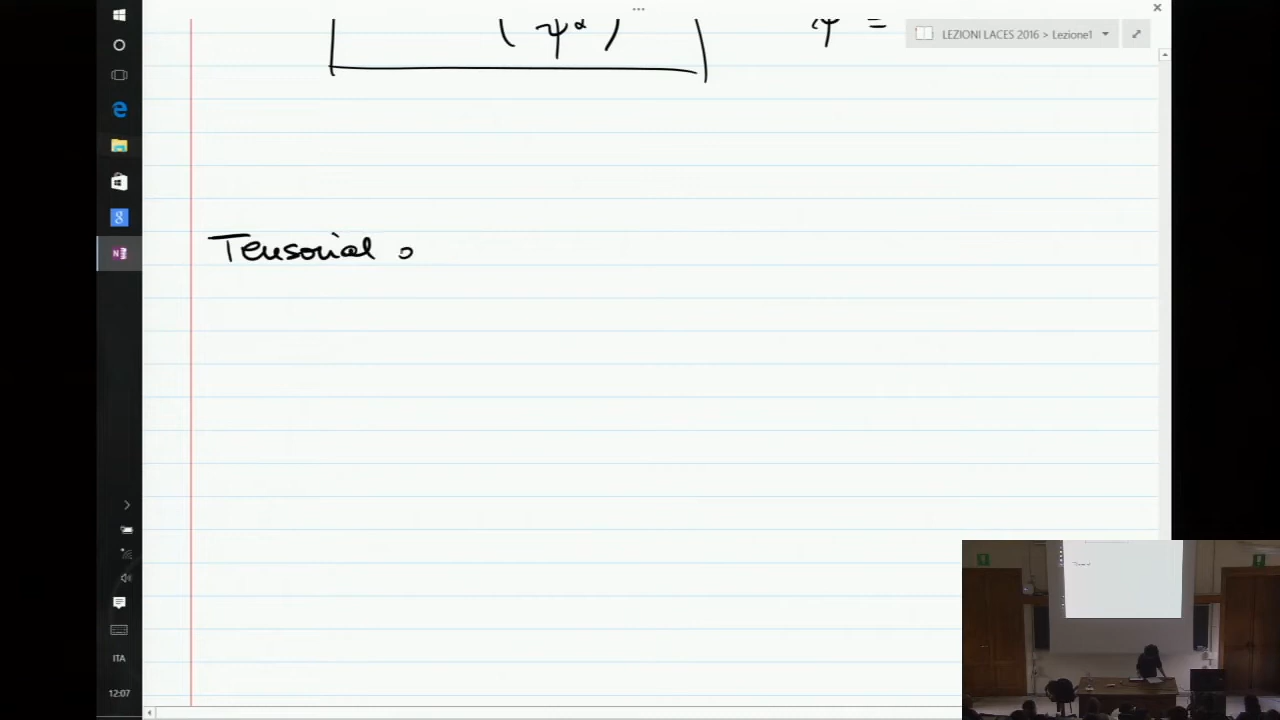 ( ψ^α )
ψ =
LEZIONI LACES 2016 > Lezione1
Tensorial o
ITA
12:07